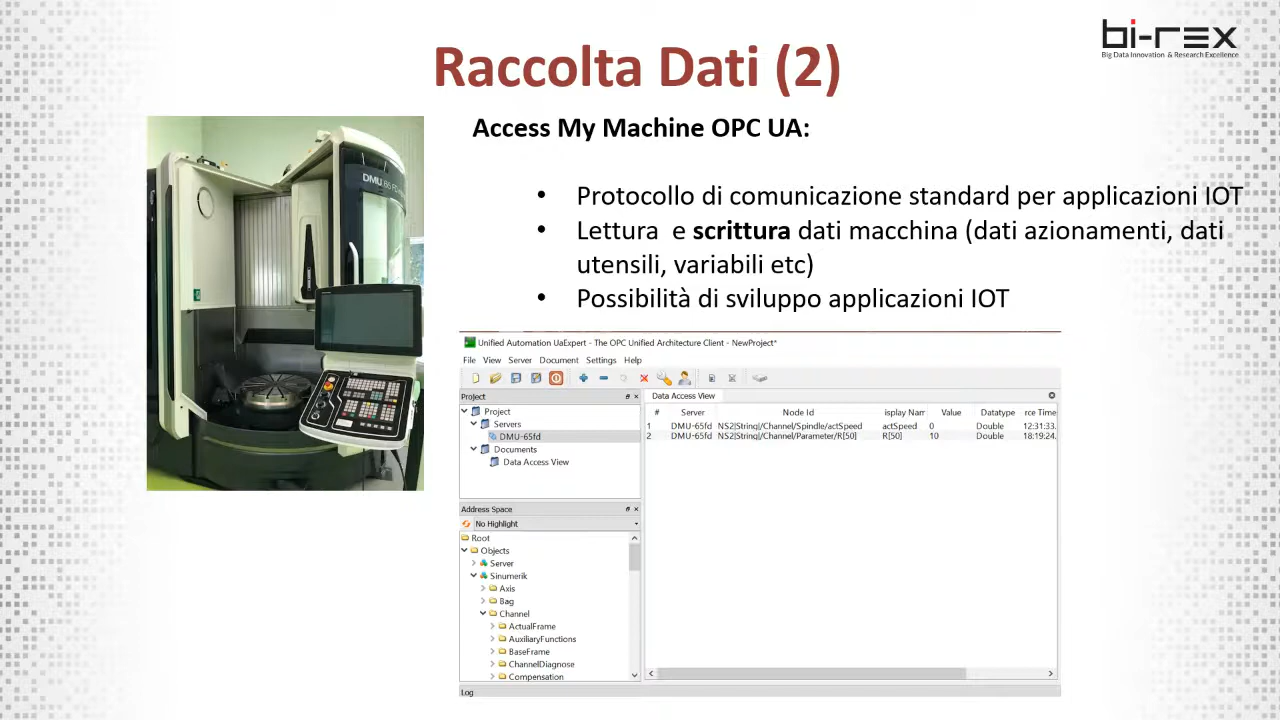 bi-rex
Big Data Innovation & Research Excellence
Raccolta Dati (2)
Access My Machine OPC UA:
• Protocollo di comunicazione standard per applicazioni IOT
• Lettura e scrittura dati macchina (dati azionamenti, dati
utensili, variabili etc)
• Possibilità di sviluppo applicazioni IOT
DMU 65 FD
Unified Automation UaExpert - The OPC Unified Architecture Client - NewProject*
File View Server Document Settings Help
Project
Project
Servers
DMU-65fd
Documents
Data Access View
Address Space
No Highlight
Root
Objects
Server
Sinumerik
Axis
Bag
Channel
ActualFrame
AuxiliaryFunctions
BaseFrame
ChannelDiagnose
Compensation
Data Access View
# Server Node Id isplay Narr Value Datatype rce Time
1 DMU-65fd NS2|String|/Channel/Spindle/actSpeed actSpeed 0 Double 12:31:33.
2 DMU-65fd NS2|String|/Channel/Parameter/R[50] R[50] 10 Double 18:19:24.
Log